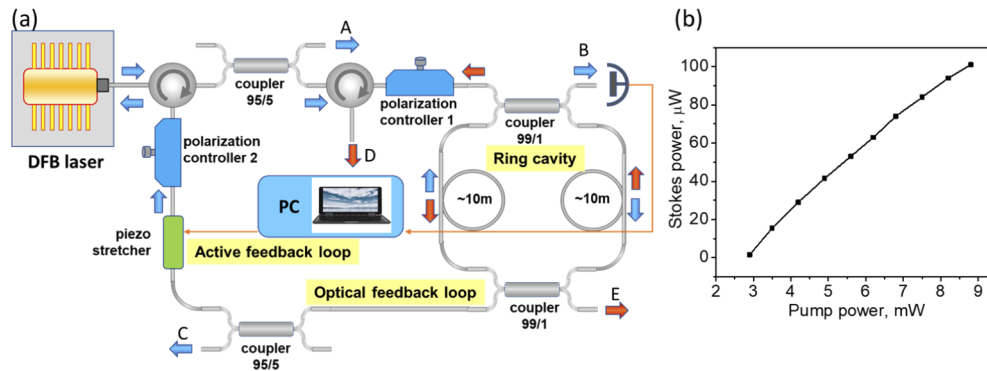 (a)
A
B
coupler
95/5
polarization
controller 1
coupler
99/1
DFB laser
polarization
controller 2
D
Ring cavity
PC
~10m
~10m
piezo
stretcher
Active feedback loop
Optical feedback loop
E
coupler
99/1
C
coupler
95/5
(b)
Stokes power, µW
100
80
60
40
20
0
2
3
4
5
6
7
8
9
Pump power, mW